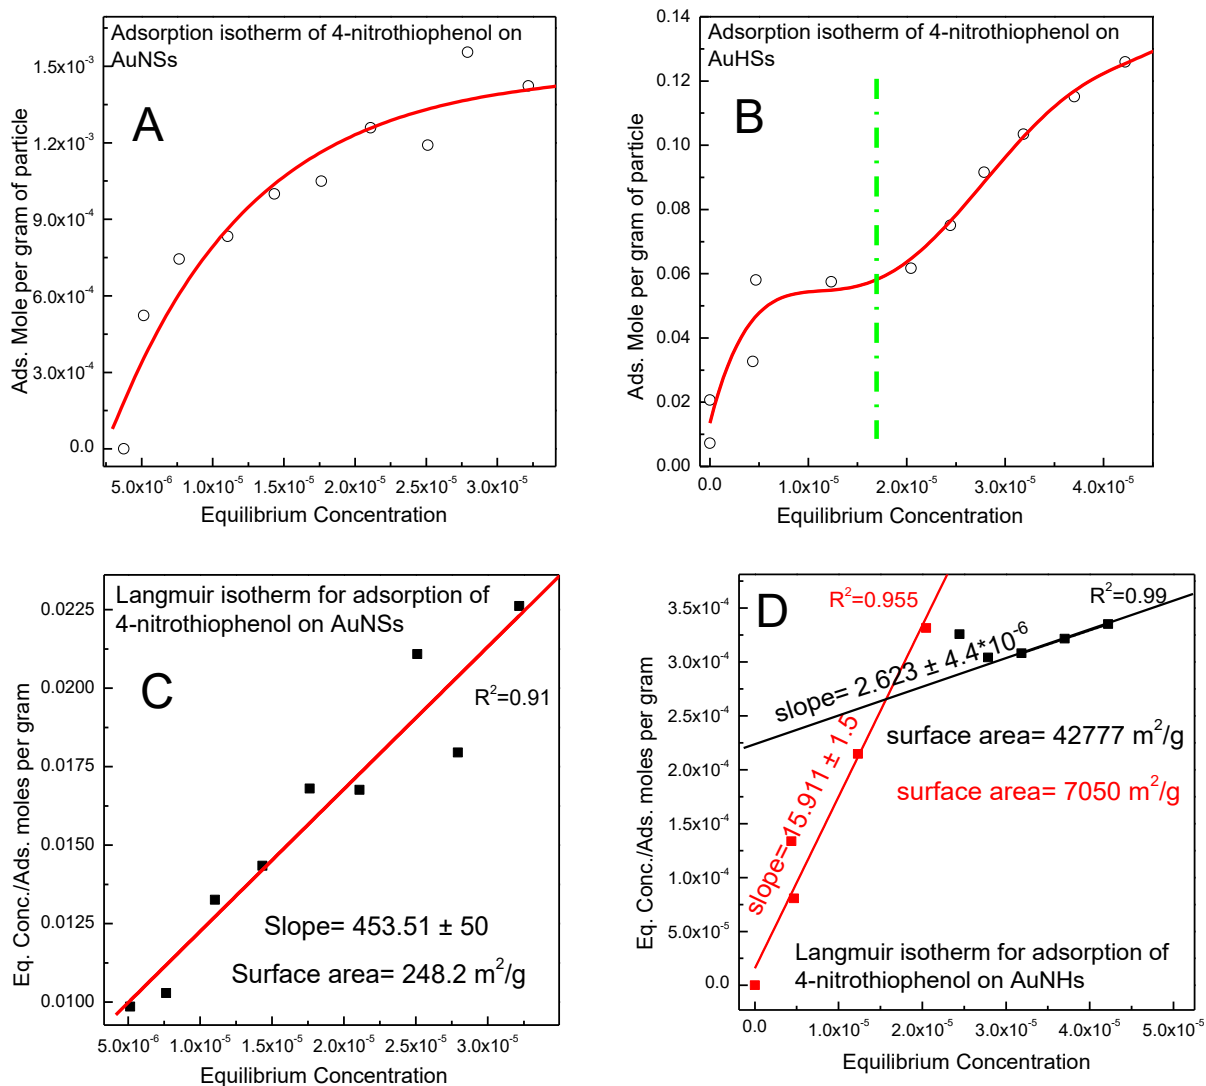 Adsorption isotherm of 4-nitrothiophenol on
AuNSs
A
1.5x10⁻³
1.2x10⁻³
9.0x10⁻⁴
6.0x10⁻⁴
3.0x10⁻⁴
0.0
Ads. Mole per gram of particle
5.0x10⁻⁶ 1.0x10⁻⁵ 1.5x10⁻⁵ 2.0x10⁻⁵ 2.5x10⁻⁵ 3.0x10⁻⁵
Equilibrium Concentration
Adsorption isotherm of 4-nitrothiophenol on
AuHSs
B
0.14
0.12
0.10
0.08
0.06
0.04
0.02
0.00
Ads. Mole per gram of particle
0.0 1.0x10⁻⁵ 2.0x10⁻⁵ 3.0x10⁻⁵ 4.0x10⁻⁵
Equilibrium Concentration
Langmuir isotherm for adsorption of
4-nitrothiophenol on AuNSs
C
R²=0.91
Slope= 453.51 ± 50
Surface area= 248.2 m²/g
0.0225
0.0200
0.0175
0.0150
0.0125
0.0100
Eq. Conc./Ads. moles per gram
5.0x10⁻⁶ 1.0x10⁻⁵ 1.5x10⁻⁵ 2.0x10⁻⁵ 2.5x10⁻⁵ 3.0x10⁻⁵
Equilibrium Concentration
D
R²=0.955
R²=0.99
slope= 2.623 ± 4.4*10⁻⁶
slope= 15.911 ± 1.5
surface area= 42777 m²/g
surface area= 7050 m²/g
Langmuir isotherm for adsorption of
4-nitrothiophenol on AuNHs
3.5x10⁻⁴
3.0x10⁻⁴
2.5x10⁻⁴
2.0x10⁻⁴
1.5x10⁻⁴
1.0x10⁻⁴
5.0x10⁻⁵
0.0
Eq. Conc./Ads. moles per gram
0.0 1.0x10⁻⁵ 2.0x10⁻⁵ 3.0x10⁻⁵ 4.0x10⁻⁵ 5.0x10⁻⁵
Equilibrium Concentration